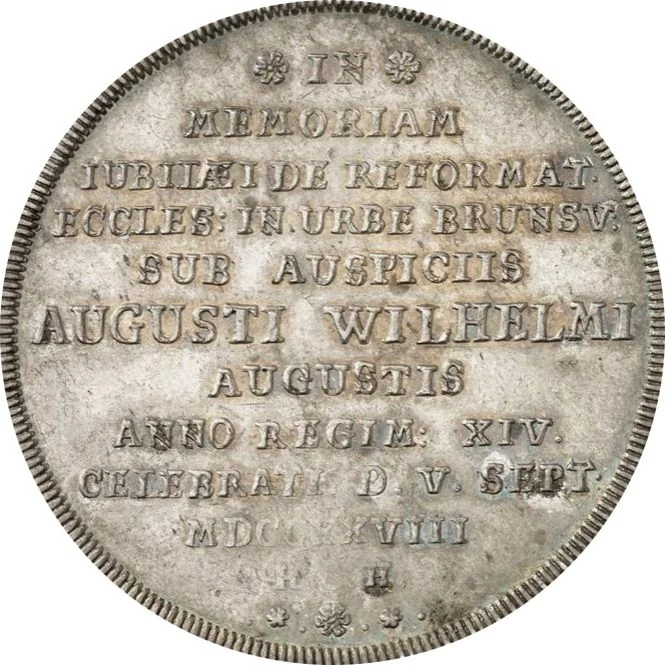 IN
MEMORIAM
IUBILÆI DE REFORMAT.
ECCLES: IN. URBE BRUNSV:
SUB AUSPICIIS
AUGUSTI WILHELMI
AUGUSTIS
ANNO REGIM: XIV.
CELEBRATI. D. V. SEPT.
MDCCXXVIII
H. H.